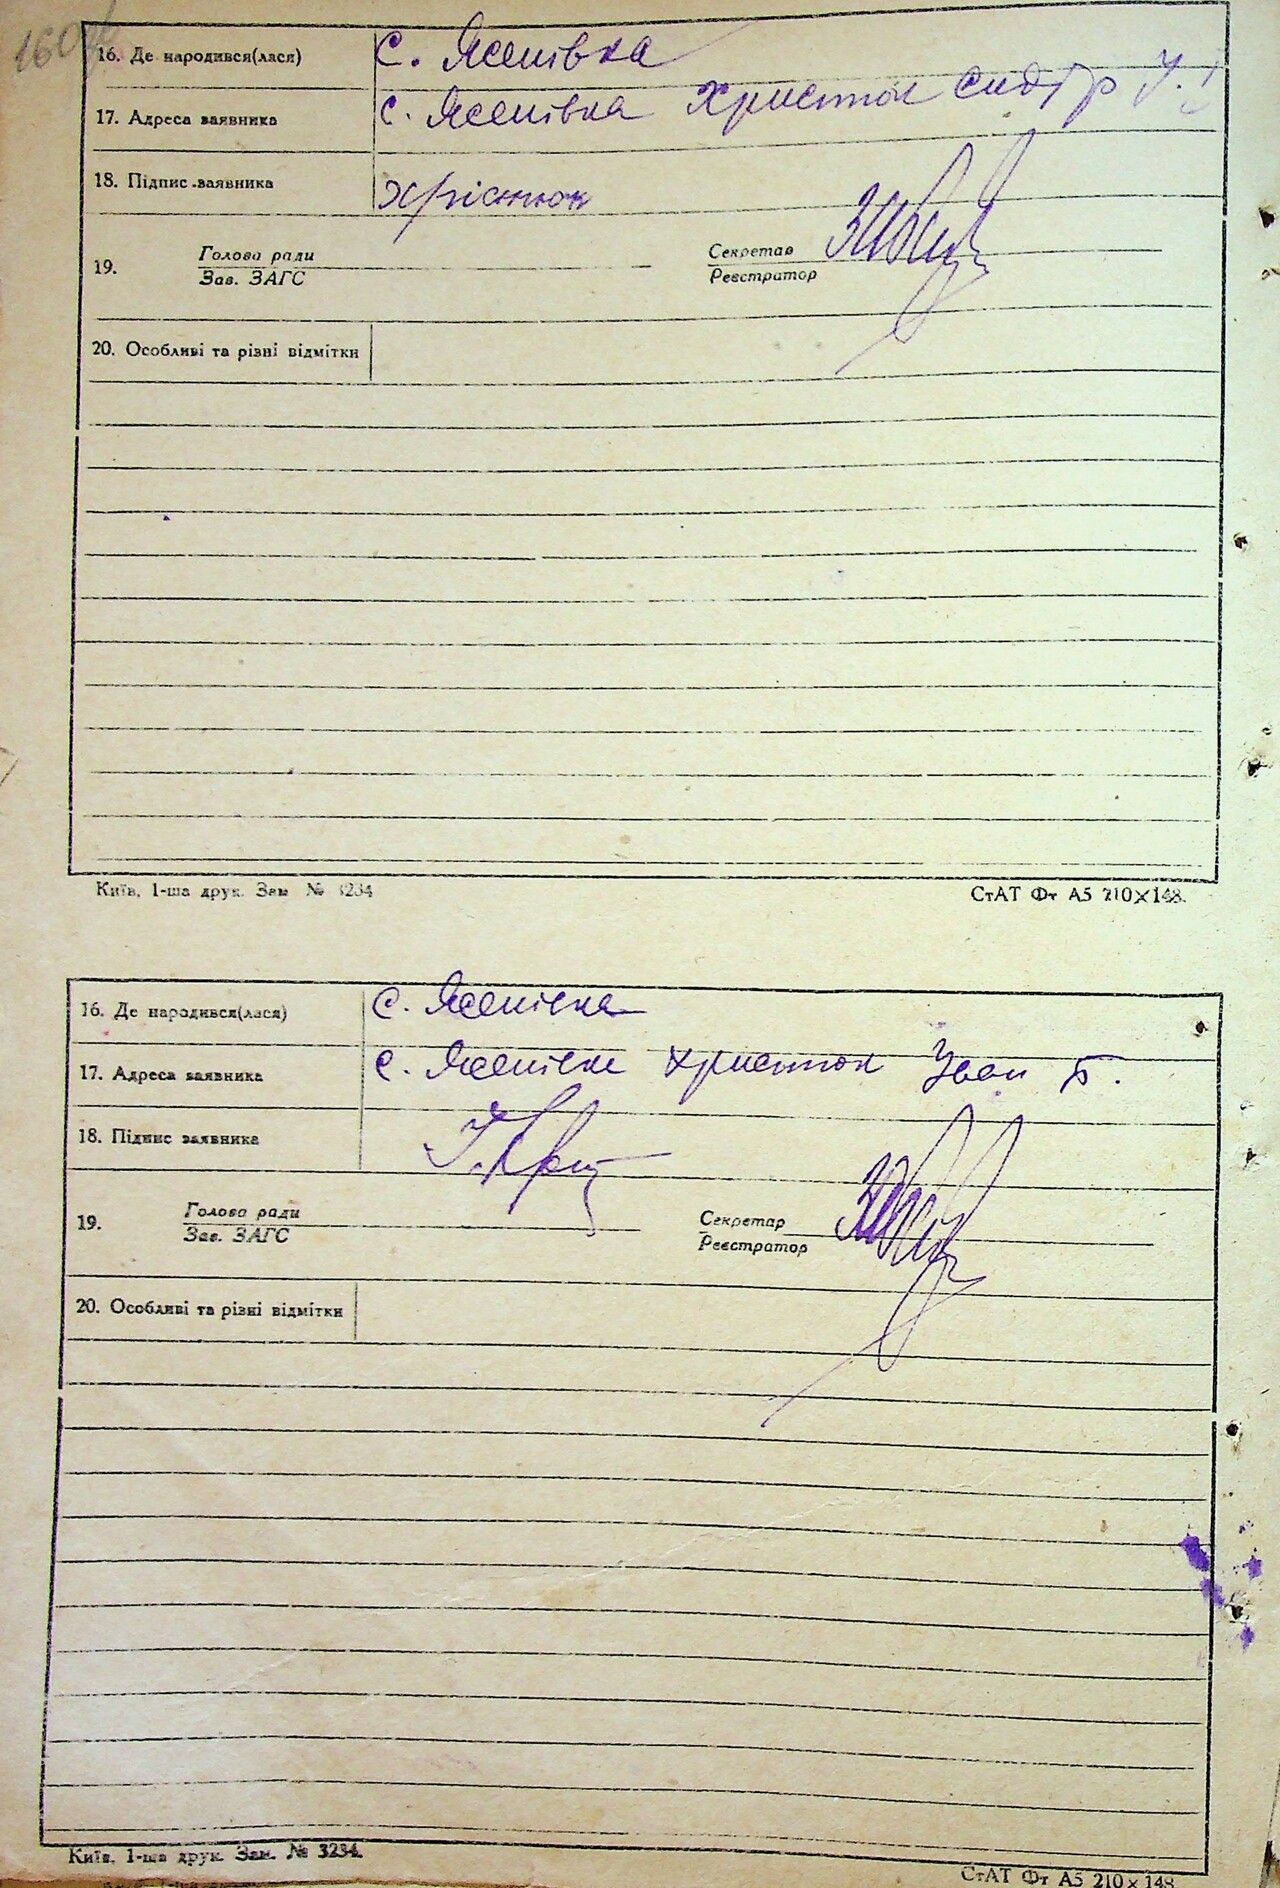 160
16. Де народився(лася) с. Ясенівка
17. Адреса заявника с. Ясенівка Христюк Сидір У.
18. Підпис заявника Хрістюк
19. Голова ради Секретар
Зав. ЗАГС Реєстратор
20. Особливі та різні відмітки
Київ, 1-ша друк. Зам № 3234 СтАТ Фт А5 210×148.
16. Де народився(лася) с. Ясенівка
17. Адреса заявника с. Ясенівка Христюк Іван Б.
18. Підпис заявника
19. Голова ради Секретар
Зав. ЗАГС Реєстратор
20. Особливі та різні відмітки
Київ, 1-ша друк. Зам. № 3234. СтАТ Фт А5 210×148